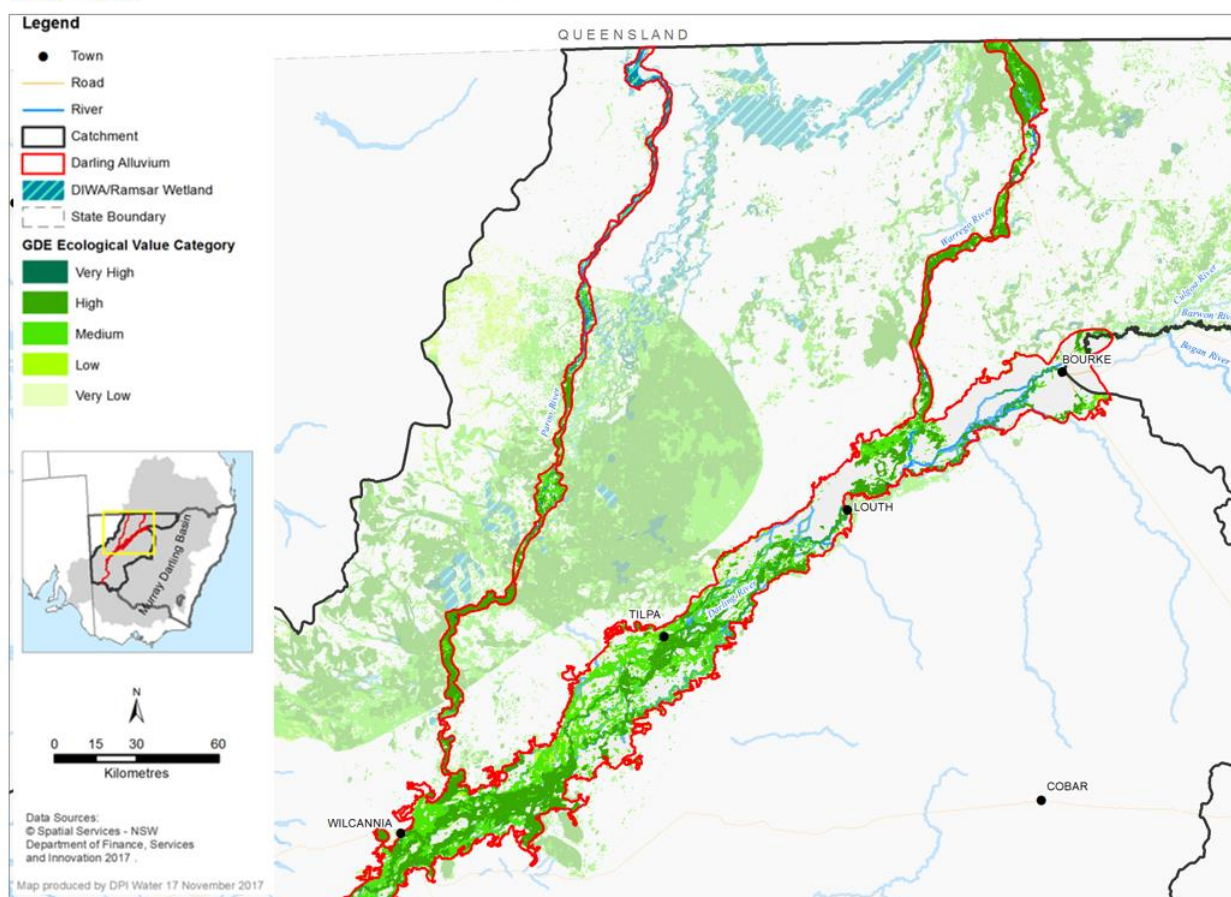 Legend
Town
Road
River
Catchment
Darling Alluvium
DIWA/Ramsar Wetland
State Boundary
GDE Ecological Value Category
Very High
High
Medium
Low
Very Low
Murray Darling Basin
N
0 15 30 60
Kilometres
Data Sources:
© Spatial Services - NSW
Department of Finance, Services
and Innovation 2017 .
Map produced by DPI Water 17 November 2017
QUEENSLAND
Warrego River
Culgoa River
Barwon River
Bogan River
BOURKE
Paroo River
LOUTH
Darling River
TILPA
COBAR
WILCANNIA